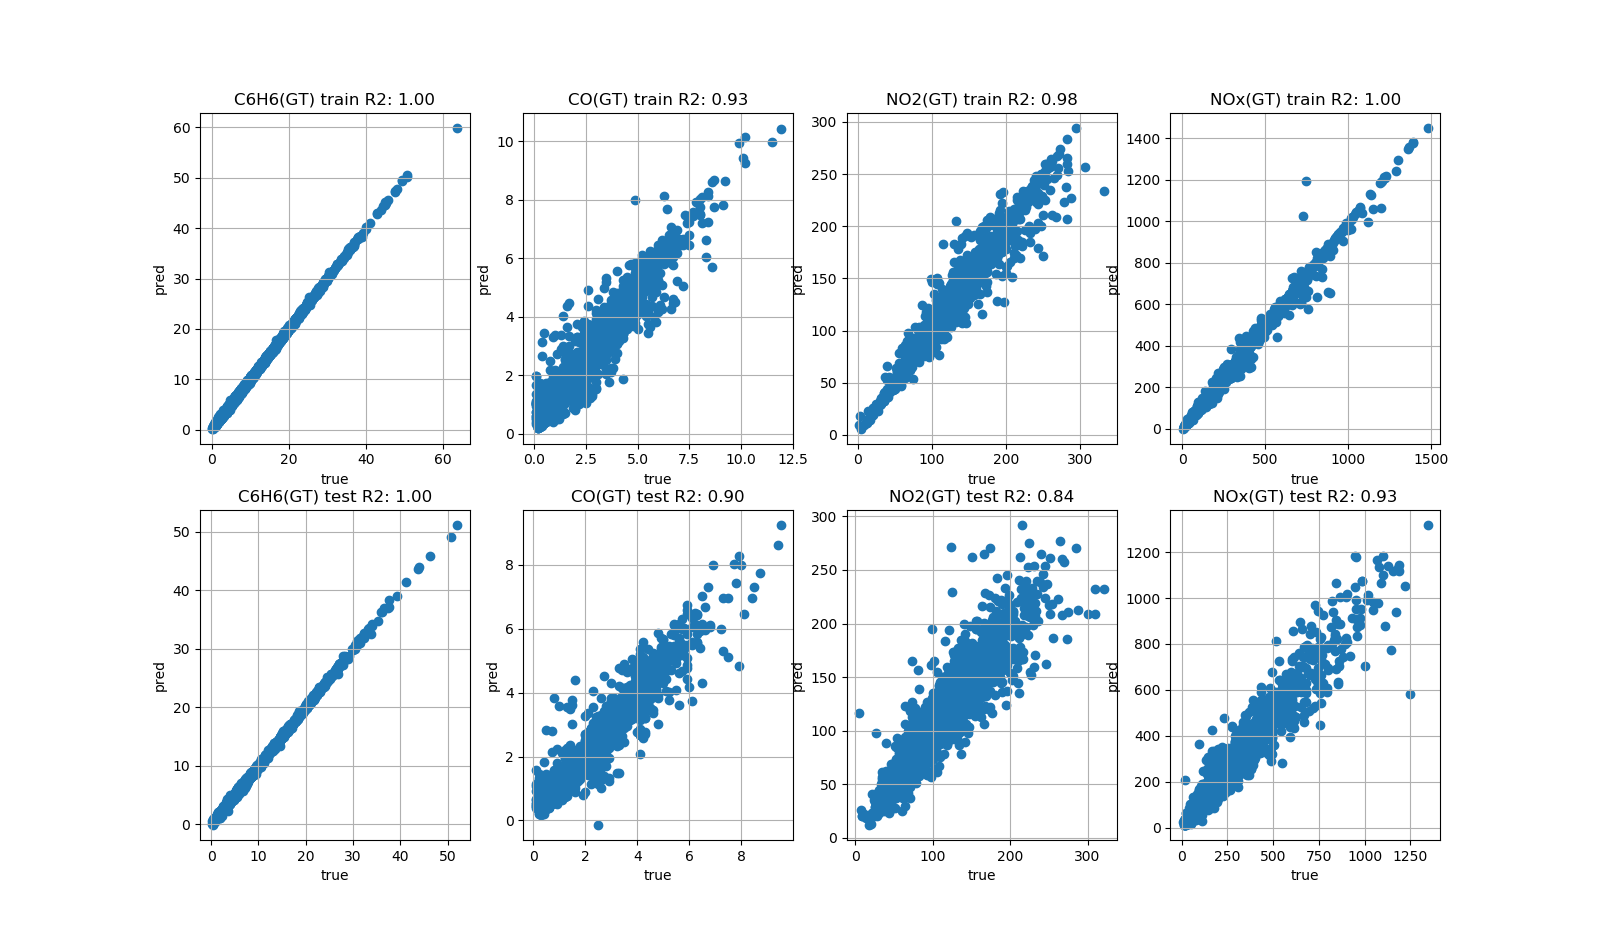 C6H6(GT) train R2: 1.00
60
50
40
30
20
10
0
pred
0 20 40 60
true
CO(GT) train R2: 0.93
10
8
6
4
2
0
pred
0.0 2.5 5.0 7.5 10.0 12.5
true
NO2(GT) train R2: 0.98
300
250
200
150
100
50
0
pred
0 100 200 300
true
NOx(GT) train R2: 1.00
1400
1200
1000
800
600
400
200
0
pred
0 500 1000 1500
true
C6H6(GT) test R2: 1.00
50
40
30
20
10
0
pred
0 10 20 30 40 50
true
CO(GT) test R2: 0.90
8
6
4
2
0
pred
0 2 4 6 8
true
NO2(GT) test R2: 0.84
300
250
200
150
100
50
0
pred
0 100 200 300
true
NOx(GT) test R2: 0.93
1200
1000
800
600
400
200
0
pred
0 250 500 750 1000 1250
true